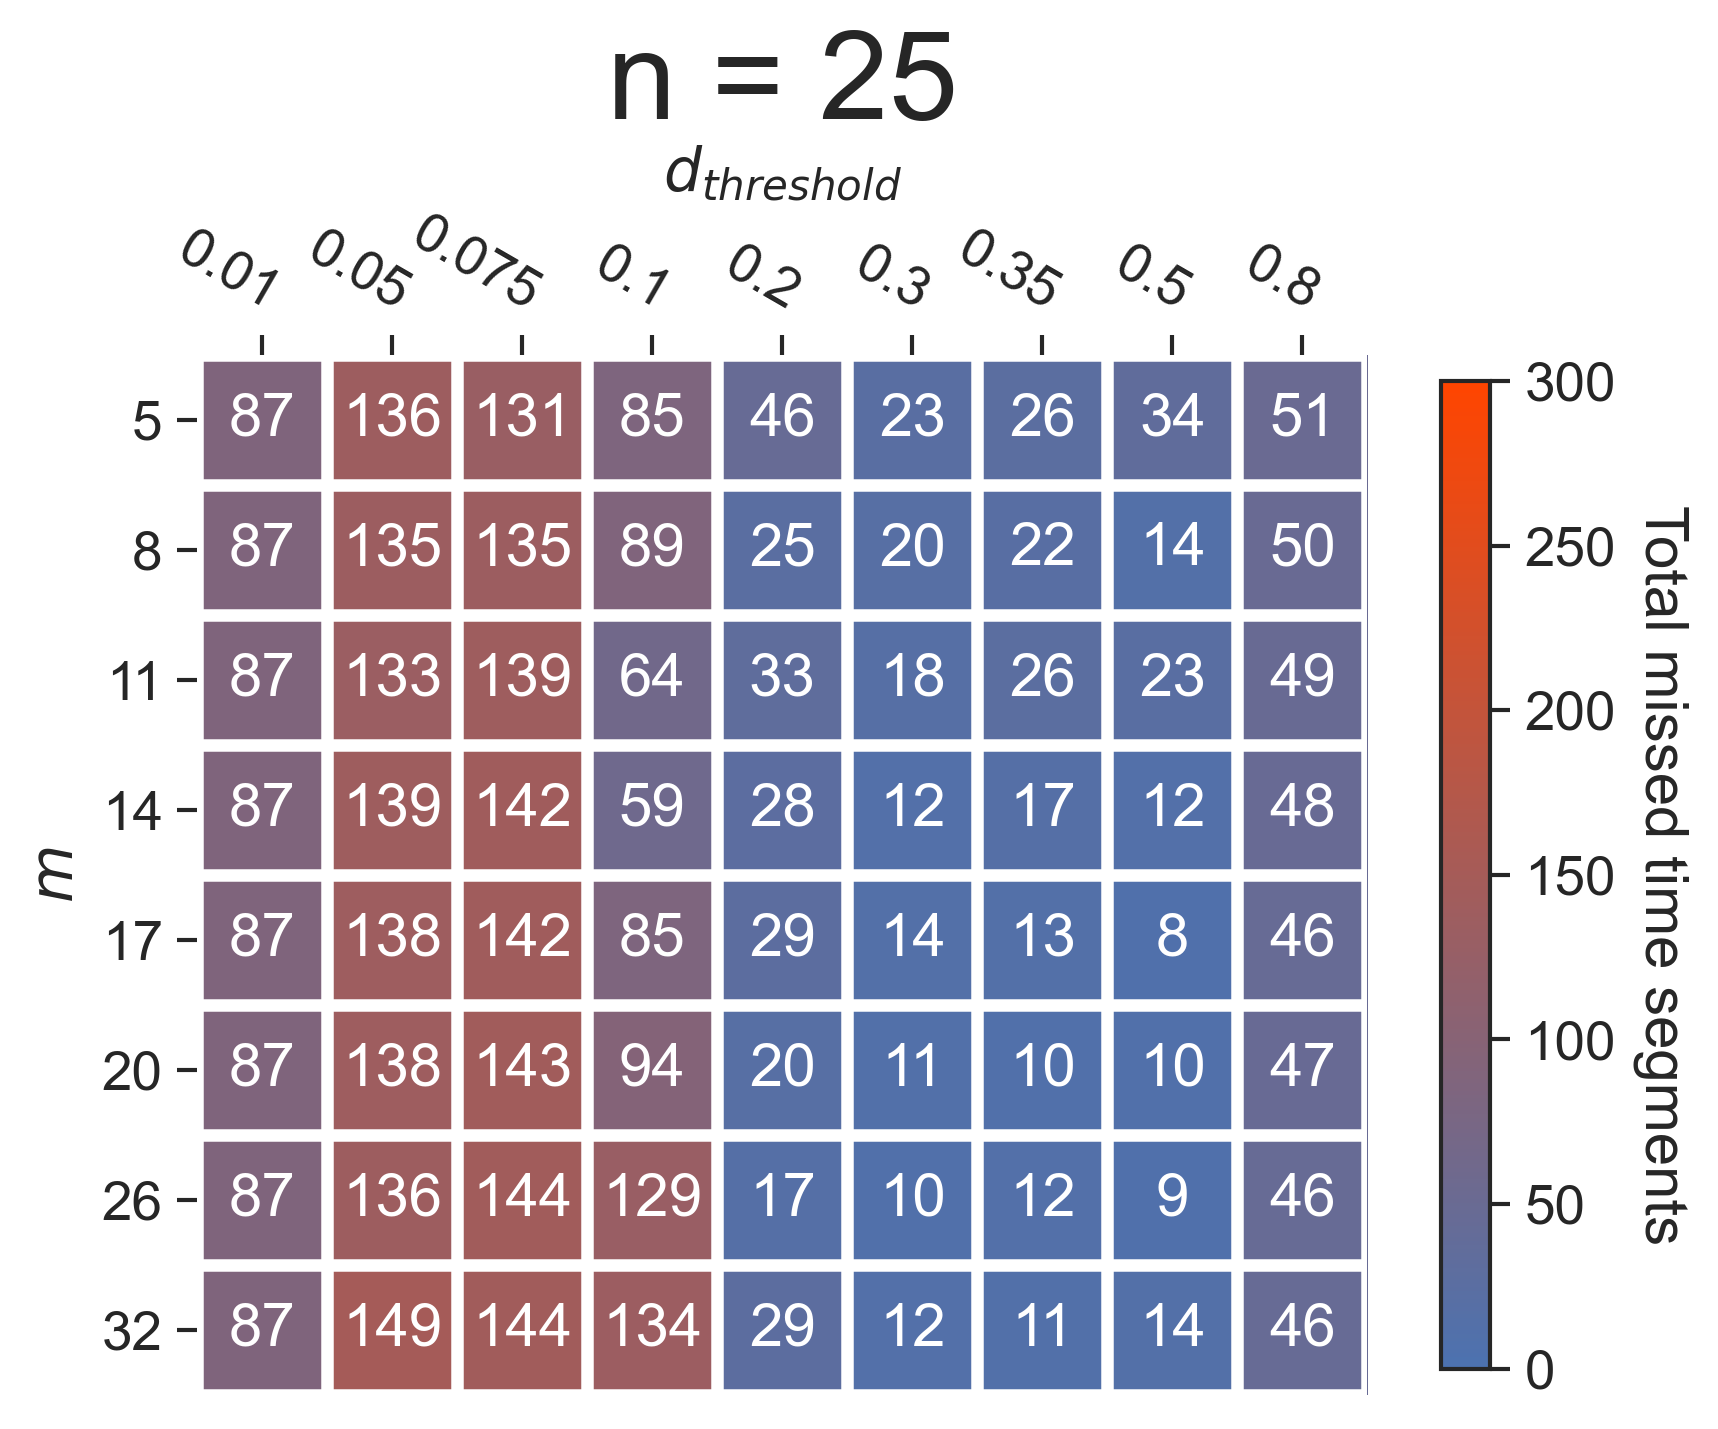 n = 25
d_threshold
0.01 0.05 0.075 0.1 0.2 0.3 0.35 0.5 0.8
5 87 136 131 85 46 23 26 34 51
8 87 135 135 89 25 20 22 14 50
11 87 133 139 64 33 18 26 23 49
14 87 139 142 59 28 12 17 12 48
17 87 138 142 85 29 14 13 8 46
20 87 138 143 94 20 11 10 10 47
26 87 136 144 129 17 10 12 9 46
32 87 149 144 134 29 12 11 14 46
m
300
250
200
150
100
50
0
Total missed time segments